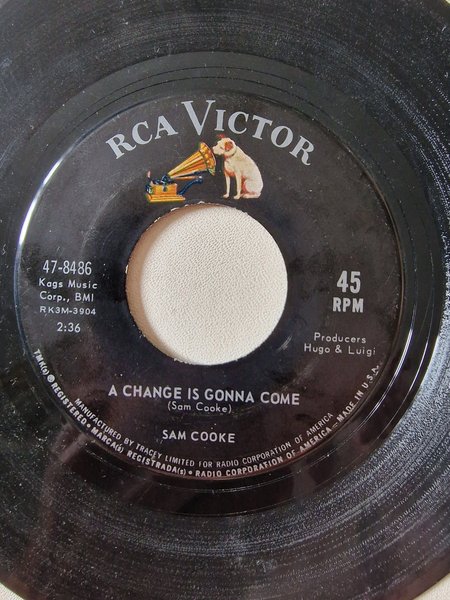 RCA VICTOR
47-8486
Kags Music
Corp., BMI
RK3M-3904
2:36
45
RPM
Producers
Hugo & Luigi
A CHANGE IS GONNA COME
(Sam Cooke)
SAM COOKE
TMK(s) ® REGISTERED • MARCA(s) REGISTRADA(s) • RADIO CORPORATION OF AMERICA – MADE IN U.S.A.
MANUFACTURED BY TRACEY LIMITED FOR RADIO CORPORATION OF AMERICA